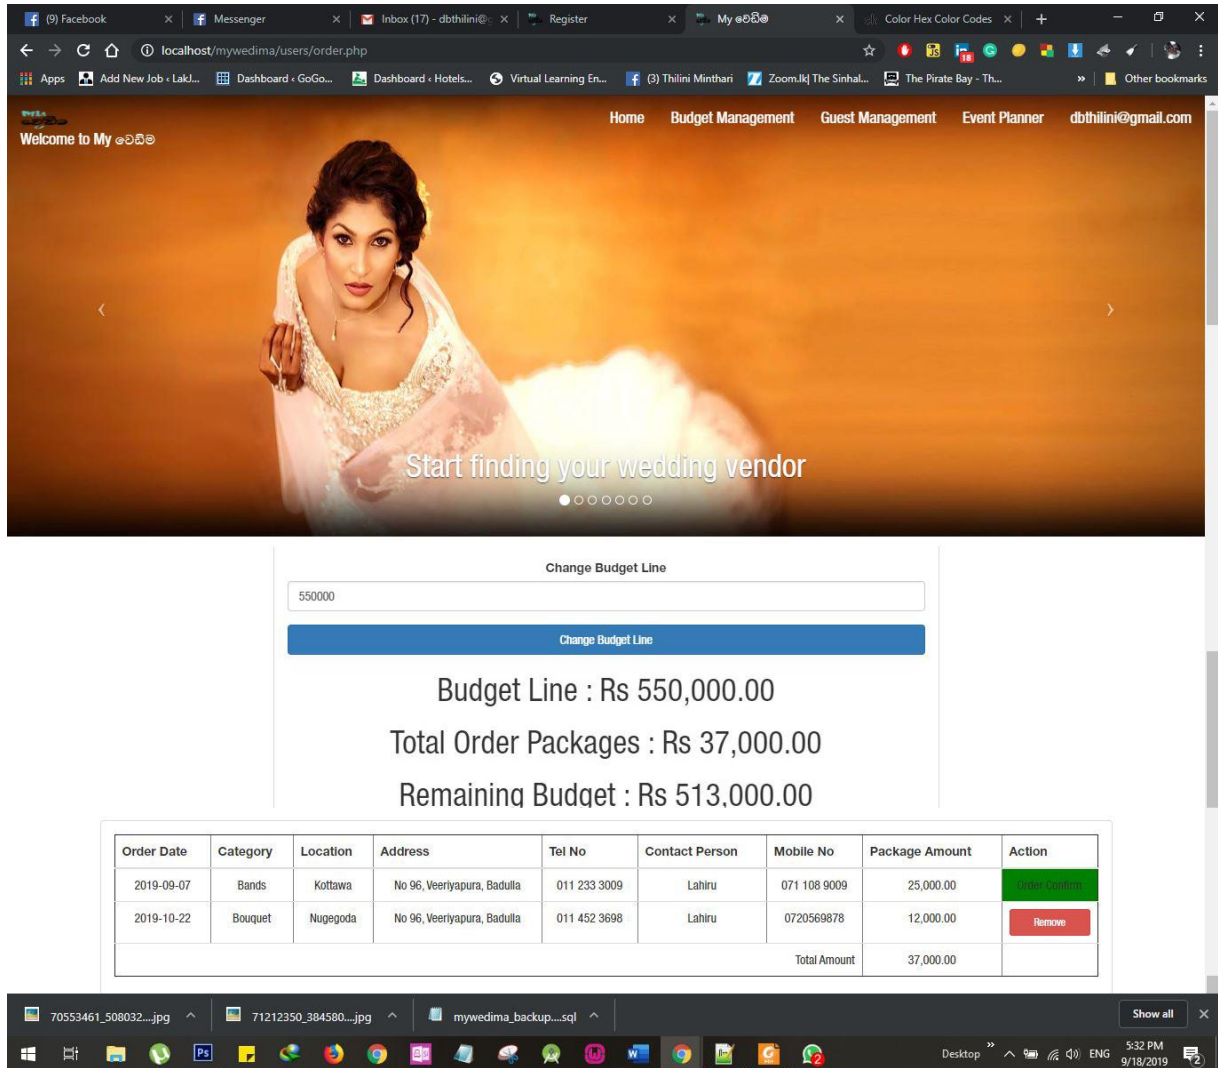 (9) Facebook
Messenger
Inbox (17) - dbthilini@
Register
My වෙඩිම
Color Hex Color Codes
localhost/mywedima/users/order.php
Apps
Add New Job ‹ LakJ...
Dashboard ‹ GoGo...
Dashboard ‹ Hotels...
Virtual Learning En...
(3) Thilini Minthari
Zoom.lk| The Sinhal...
The Pirate Bay - Th...
»
Other bookmarks
18
Welcome to My වෙඩිම
Home Budget Management Guest Management Event Planner dbthilini@gmail.com
Start finding your wedding vendor
Change Budget Line
550000
Change Budget Line
Budget Line : Rs 550,000.00
Total Order Packages : Rs 37,000.00
Remaining Budget : Rs 513,000.00
Order Date Category Location Address Tel No Contact Person Mobile No Package Amount Action
2019-09-07 Bands Kottawa No 96, Veeriyapura, Badulla 011 233 3009 Lahiru 071 108 9009 25,000.00 Order Confirm
2019-10-22 Bouquet Nugegoda No 96, Veeriyapura, Badulla 011 452 3698 Lahiru 0720569878 12,000.00 Remove
Total Amount 37,000.00
70553461_508032....jpg
71212350_384580....jpg
mywedima_backup....sql
Show all
Ps
Desktop »
ENG
5:32 PM
9/18/2019